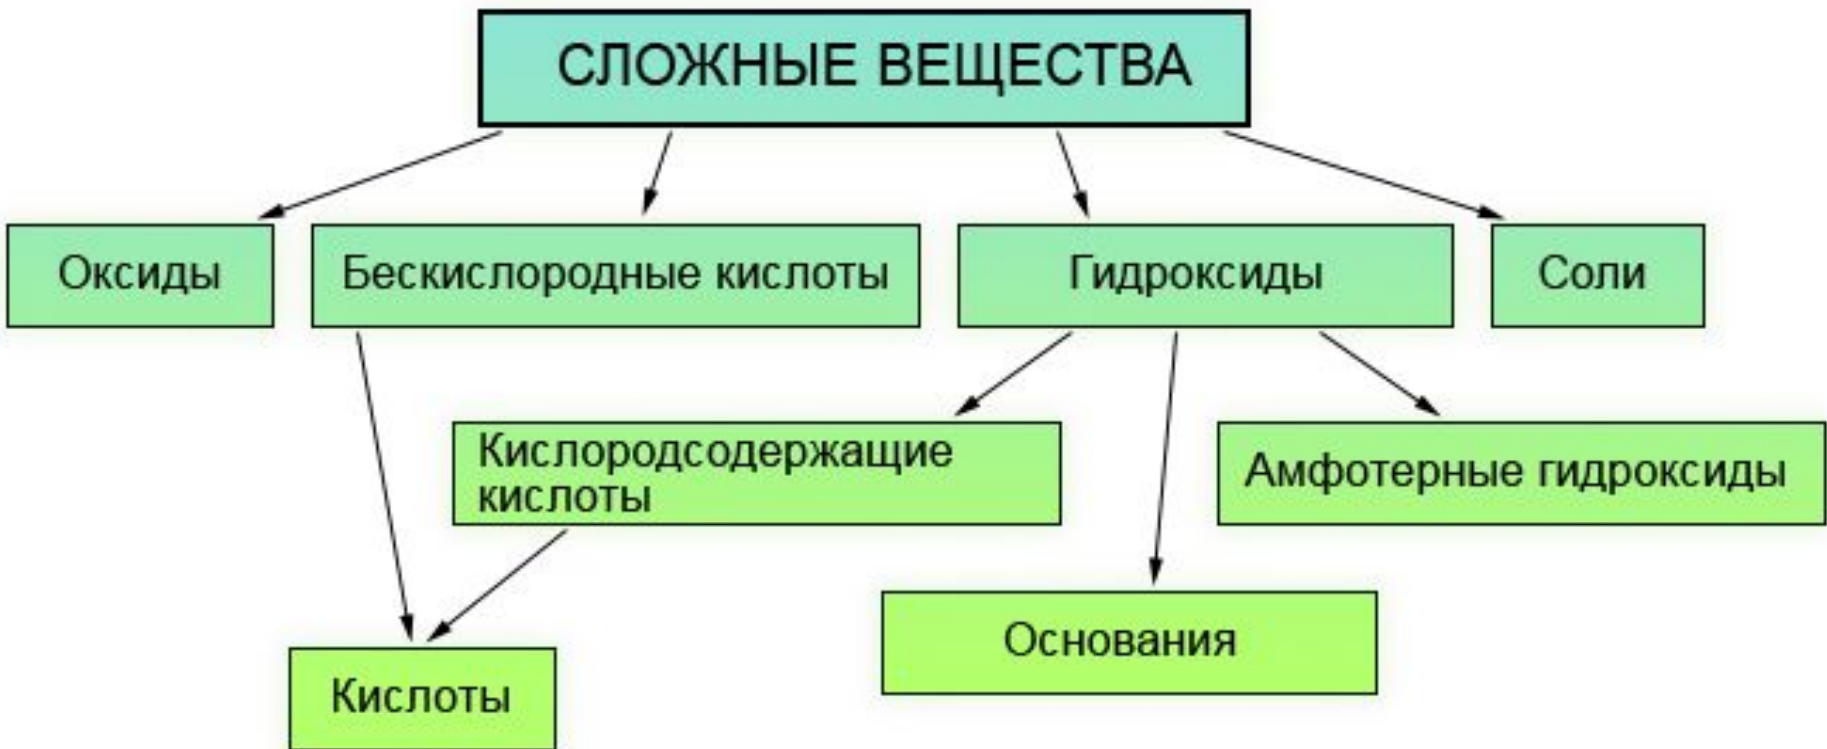 СЛОЖНЫЕ ВЕЩЕСТВА
Оксиды
Бескислородные кислоты
Гидроксиды
Соли
Кислородсодержащие
кислоты
Амфотерные гидроксиды
Основания
Кислоты